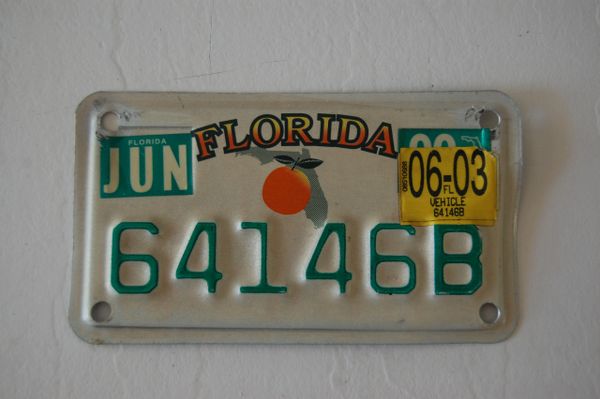 FLORIDA
FLORIDA
JUN
06-03
FL
VEHICLE
64146B
64146B